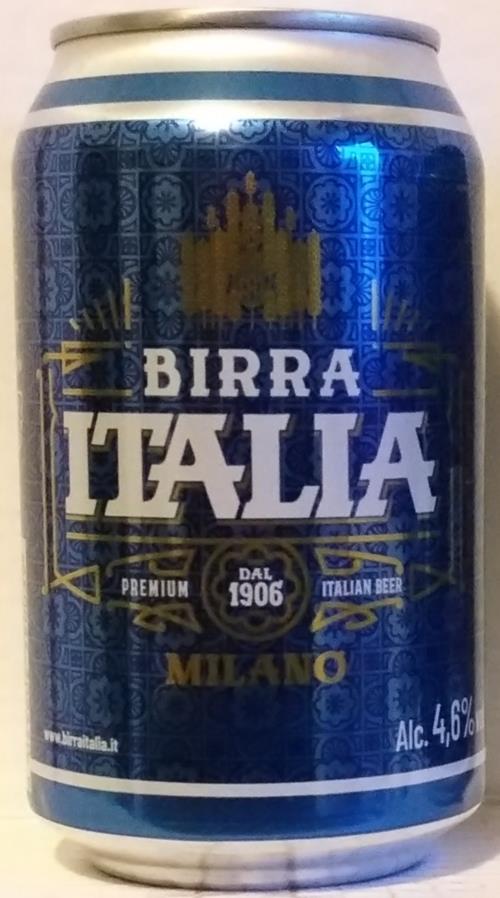 BIRRA
ITALIA
PREMIUM DAL 1906 ITALIAN BEER
MILANO
www.birraitalia.it
Alc. 4,6%